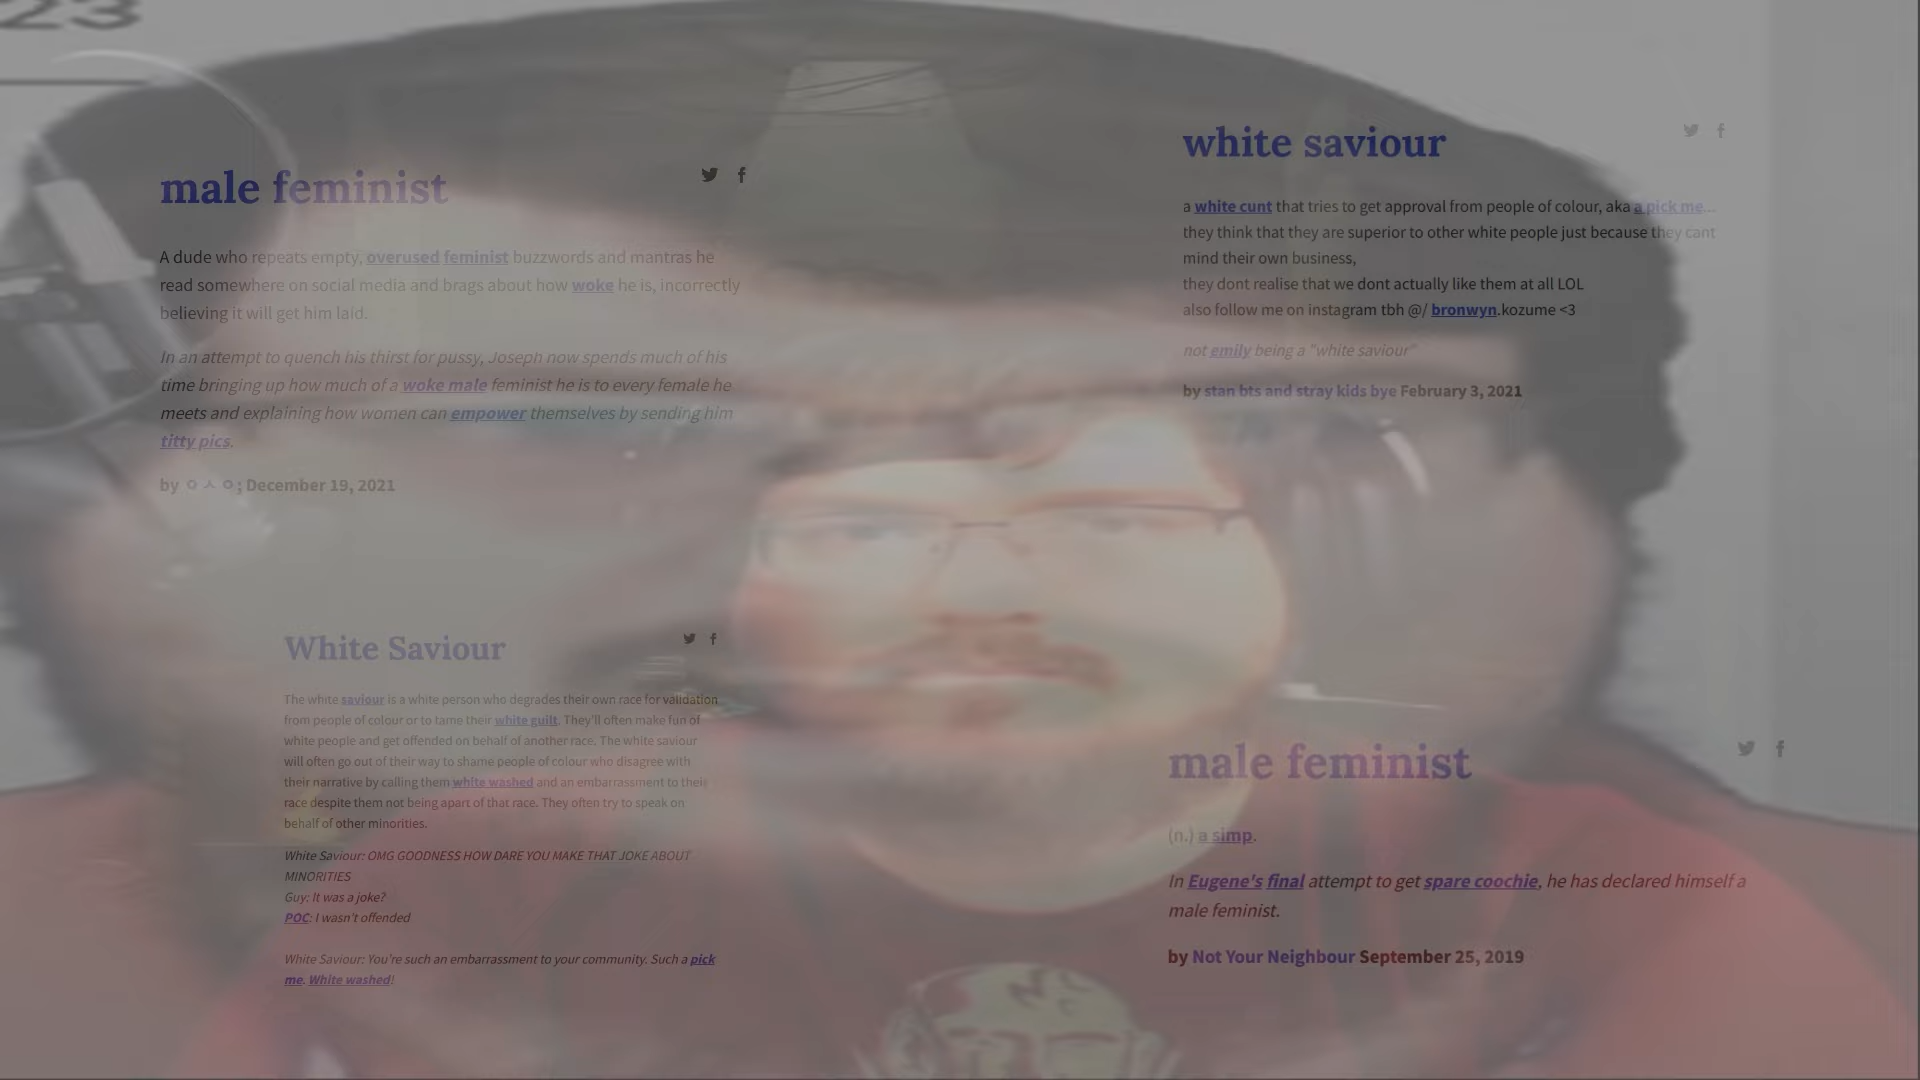 23
male feminist
A dude who repeats empty, overused feminist buzzwords and mantras he
read somewhere on social media and brags about how woke he is, incorrectly
believing it will get him laid.
In an attempt to quench his thirst for pussy, Joseph now spends much of his
time bringing up how much of a woke male feminist he is to every female he
meets and explaining how women can empower themselves by sending him
titty pics.
by ㅇㅅㅇ; December 19, 2021
white saviour
a white cunt that tries to get approval from people of colour, aka a pick me...
they think that they are superior to other white people just because they cant
mind their own business,
they dont realise that we dont actually like them at all LOL
also follow me on instagram tbh @/ bronwyn.kozume <3
not emily being a "white saviour"
by stan bts and stray kids bye February 3, 2021
White Saviour
The white saviour is a white person who degrades their own race for validation
from people of colour or to tame their white guilt. They'll often make fun of
white people and get offended on behalf of another race. The white saviour
will often go out of their way to shame people of colour who disagree with
their narrative by calling them white washed and an embarrassment to their
race despite them not being apart of that race. They often try to speak on
behalf of other minorities.
White Saviour: OMG GOODNESS HOW DARE YOU MAKE THAT JOKE ABOUT
MINORITIES
Guy: It was a joke?
POC: I wasn't offended
White Saviour: You're such an embarrassment to your community. Such a pick
me. White washed!
male feminist
(n.) a simp.
In Eugene's final attempt to get spare coochie, he has declared himself a
male feminist.
by Not Your Neighbour September 25, 2019